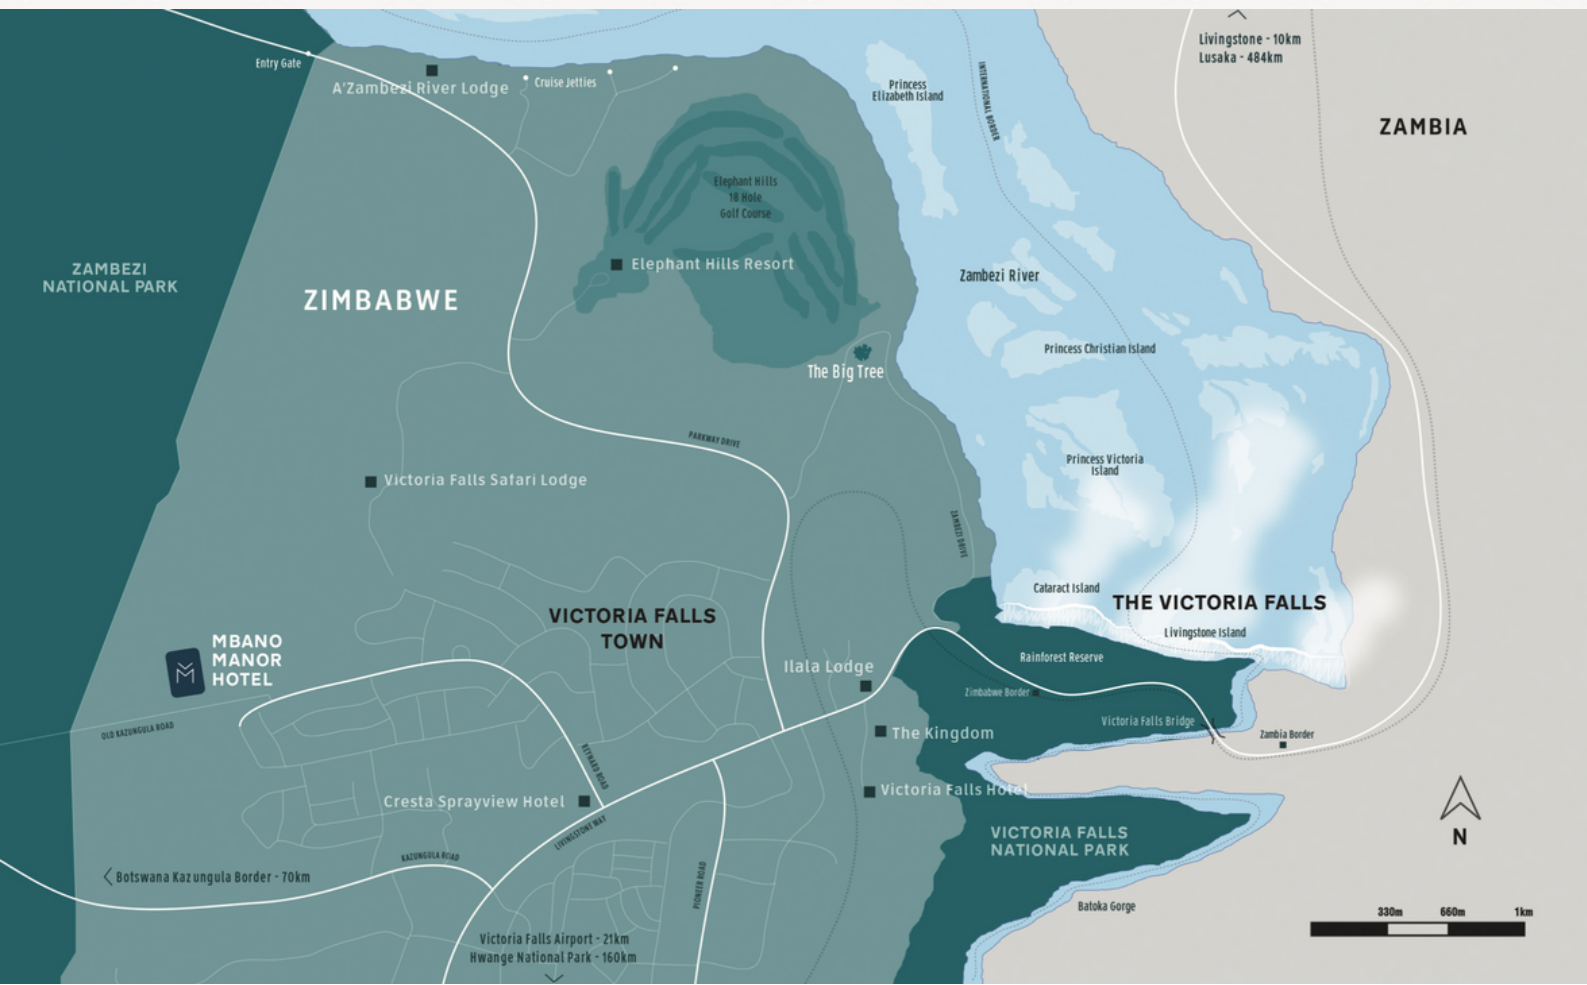 Livingstone - 10km
Lusaka - 484km
Entry Gate
A'Zambezi River Lodge
Cruise Jetties
Princess
Elizabeth Island
INTERNATIONAL BORDER
ZAMBIA
Elephant Hills
18 Hole
Golf Course
ZAMBEZI
NATIONAL PARK
ZIMBABWE
Elephant Hills Resort
Zambezi River
Princess Christian Island
The Big Tree
PARKWAY DRIVE
Princess Victoria
Island
Victoria Falls Safari Lodge
ZAMBEZI DRIVE
Cataract Island
THE VICTORIA FALLS
Livingstone Island
VICTORIA FALLS
TOWN
MBANO
MANOR
HOTEL
M
Ilala Lodge
Rainforest Reserve
Zimbabwe Border
Victoria Falls Bridge
Zambia Border
OLD KAZUNGULA ROAD
The Kingdom
REYNARD ROAD
Victoria Falls Hotel
Cresta Sprayview Hotel
LIVINGSTONE WAY
VICTORIA FALLS
NATIONAL PARK
N
KAZUNGULA ROAD
Botswana Kazungula Border - 70km
PIONEER ROAD
Batoka Gorge
330m 660m 1km
Victoria Falls Airport - 21km
Hwange National Park - 160km